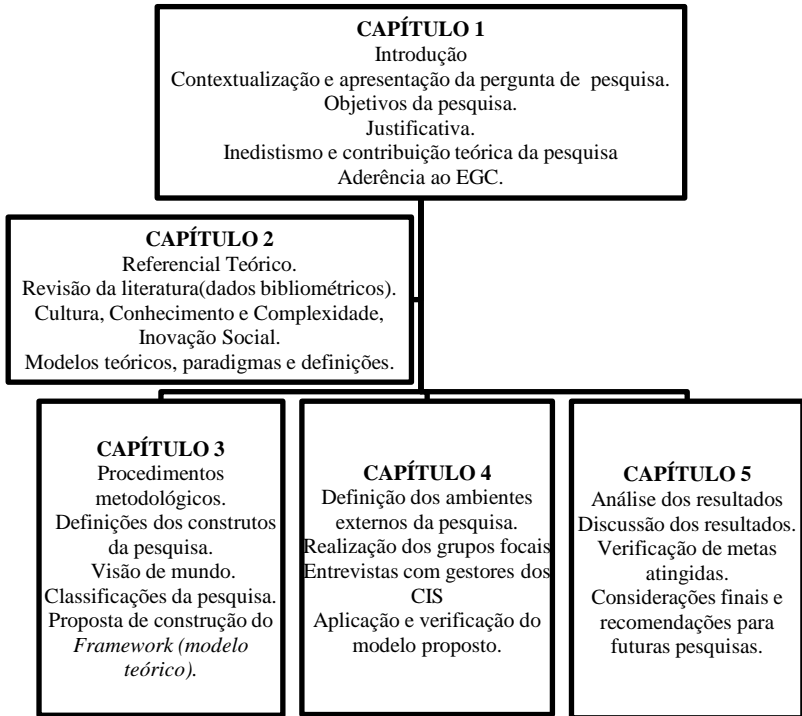 CAPÍTULO 1
Introdução
Contextualização e apresentação da pergunta de pesquisa.
Objetivos da pesquisa.
Justificativa.
Inedistismo e contribuição teórica da pesquisa
Aderência ao EGC.
CAPÍTULO 2
Referencial Teórico.
Revisão da literatura(dados bibliométricos).
Cultura, Conhecimento e Complexidade,
Inovação Social.
Modelos teóricos, paradigmas e definições.
CAPÍTULO 3
Procedimentos
metodológicos.
Definições dos construtos
da pesquisa.
Visão de mundo.
Classificações da pesquisa.
Proposta de construção do
Framework (modelo
teórico).
CAPÍTULO 4
Definição dos ambientes
externos da pesquisa.
Realização dos grupos focais
Entrevistas com gestores dos
CIS
Aplicação e verificação do
modelo proposto.
CAPÍTULO 5
Análise dos resultados
Discussão dos resultados.
Verificação de metas
atingidas.
Considerações finais e
recomendações para
futuras pesquisas.